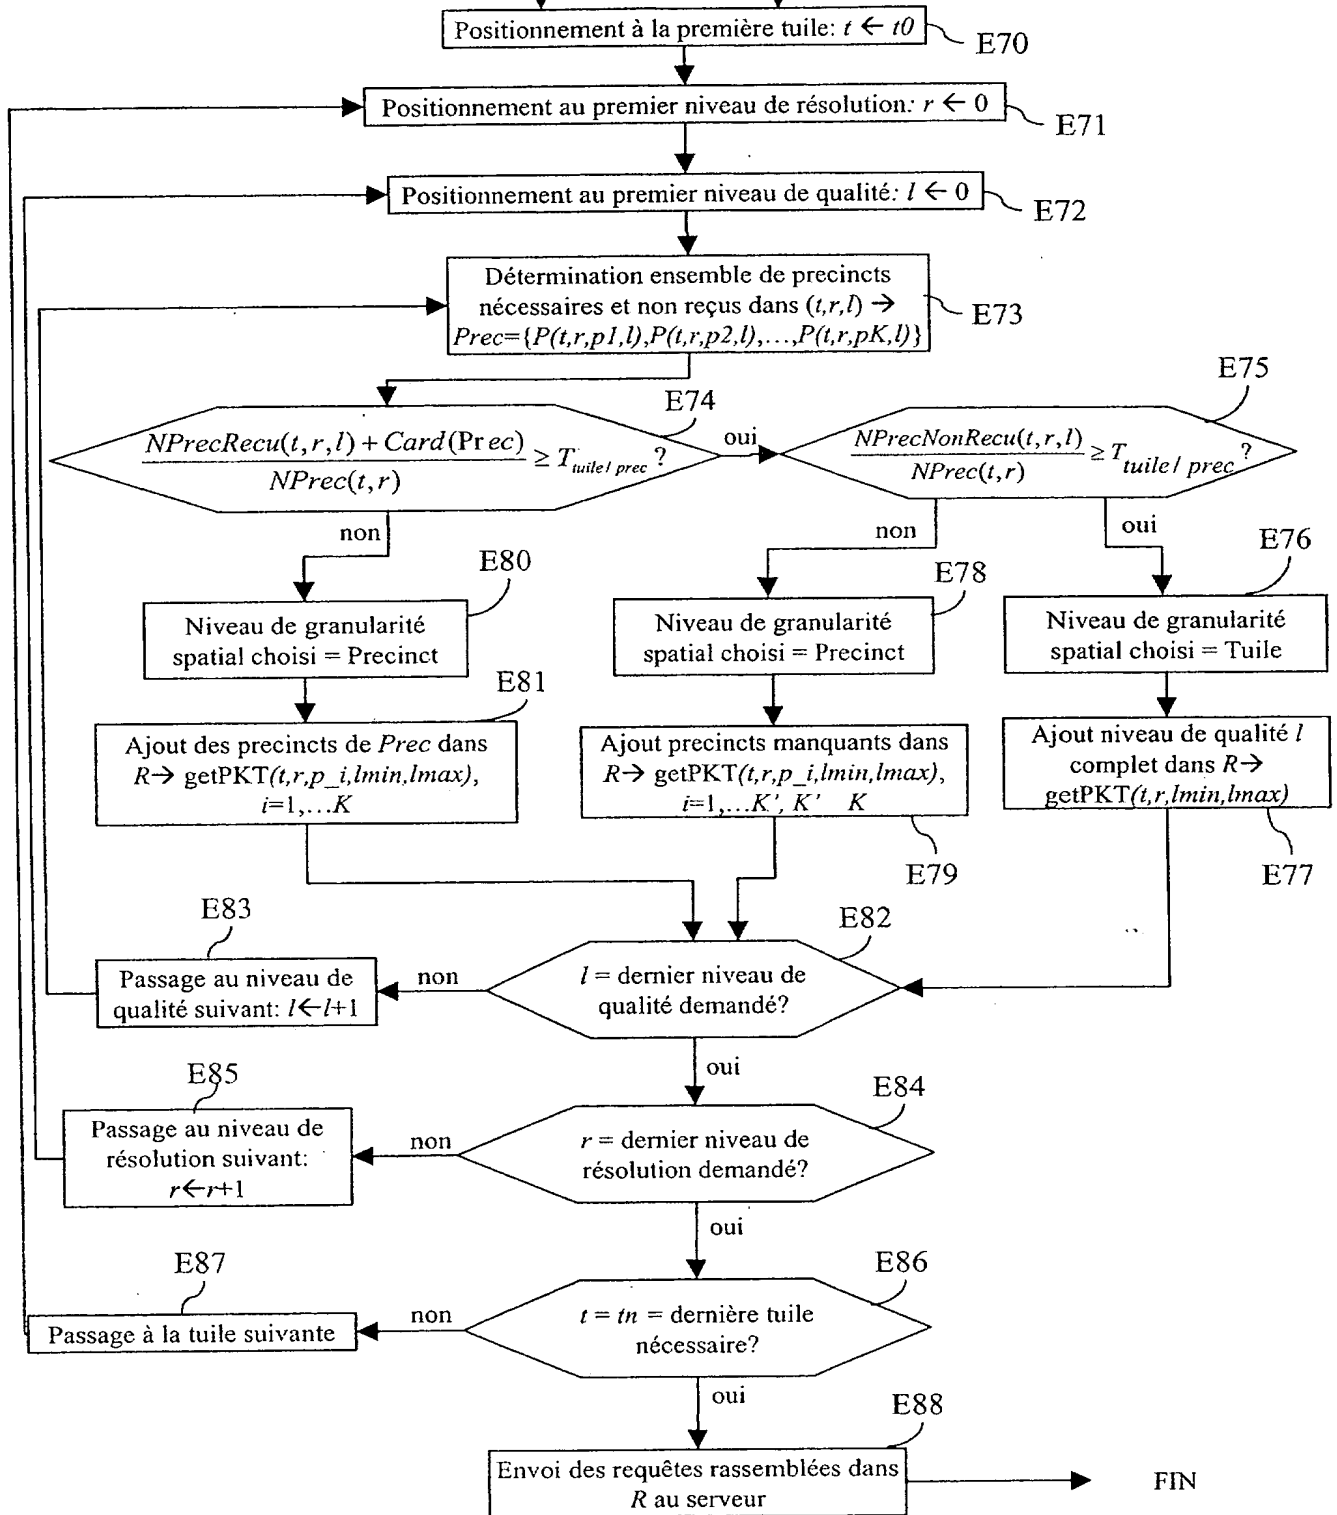 Positionnement à la première tuile: t ← t0
E70
Positionnement au premier niveau de résolution: r ← 0
E71
Positionnement au premier niveau de qualité: l ← 0
E72
Détermination ensemble de precincts
nécessaires et non reçus dans (t,r,l) →
Prec={P(t,r,p1,l),P(t,r,p2,l),…,P(t,r,pK,l)}
E73
E74
NPrecRecu(t,r,l) + Card(Prec)
NPrec(t,r)
≥ T tuile/prec ?
oui
E75
NPrecNonRecu(t,r,l)
NPrec(t,r)
≥ T tuile/prec ?
non
non
oui
E80
Niveau de granularité
spatial choisi = Precinct
E78
Niveau de granularité
spatial choisi = Precinct
E76
Niveau de granularité
spatial choisi = Tuile
E81
Ajout des precincts de Prec dans
R→ getPKT(t,r,p_i,lmin,lmax),
i=1,…K
Ajout precincts manquants dans
R→ getPKT(t,r,p_i,lmin,lmax),
i=1,…K', K' K
E79
Ajout niveau de qualité l
complet dans R→
getPKT(t,r,lmin,lmax)
E77
E83
Passage au niveau de
qualité suivant: l←l+1
non
E82
l = dernier niveau de
qualité demandé?
oui
E85
Passage au niveau de
résolution suivant:
r←r+1
non
E84
r = dernier niveau de
résolution demandé?
oui
E87
Passage à la tuile suivante
non
E86
t = tn = dernière tuile
nécessaire?
oui
E88
Envoi des requêtes rassemblées dans
R au serveur
FIN